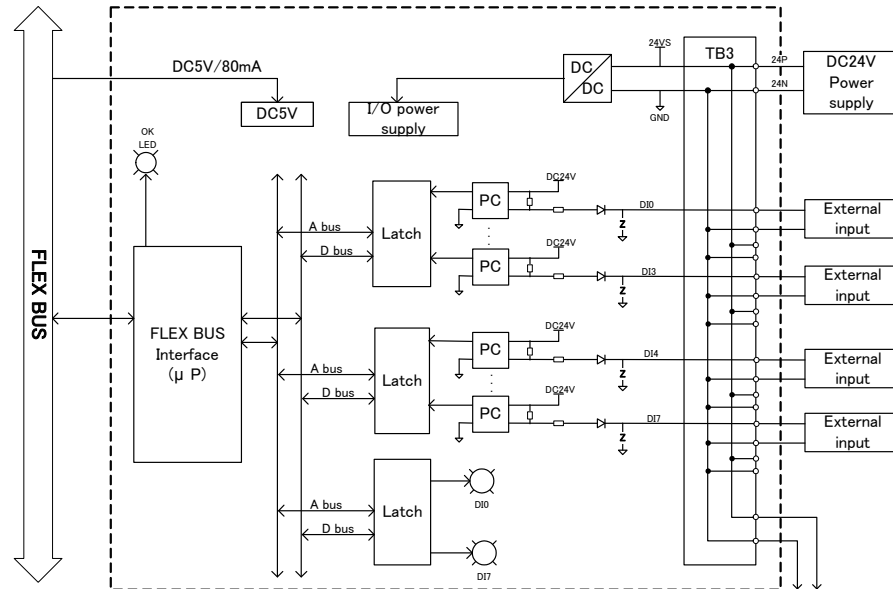 FLEX BUS
DC5V/80mA
DC5V
I/O power
supply
DC
DC
24VS
GND
TB3
24P
24N
DC24V
Power
supply
OK
LED
FLEX BUS
Interface
(μ P)
A bus
D bus
Latch
PC
DC24V
Z
DI0
External
input
PC
DC24V
Z
DI3
External
input
A bus
D bus
Latch
PC
DC24V
Z
DI4
External
input
PC
DC24V
Z
DI7
External
input
A bus
D bus
Latch
DI0
DI7